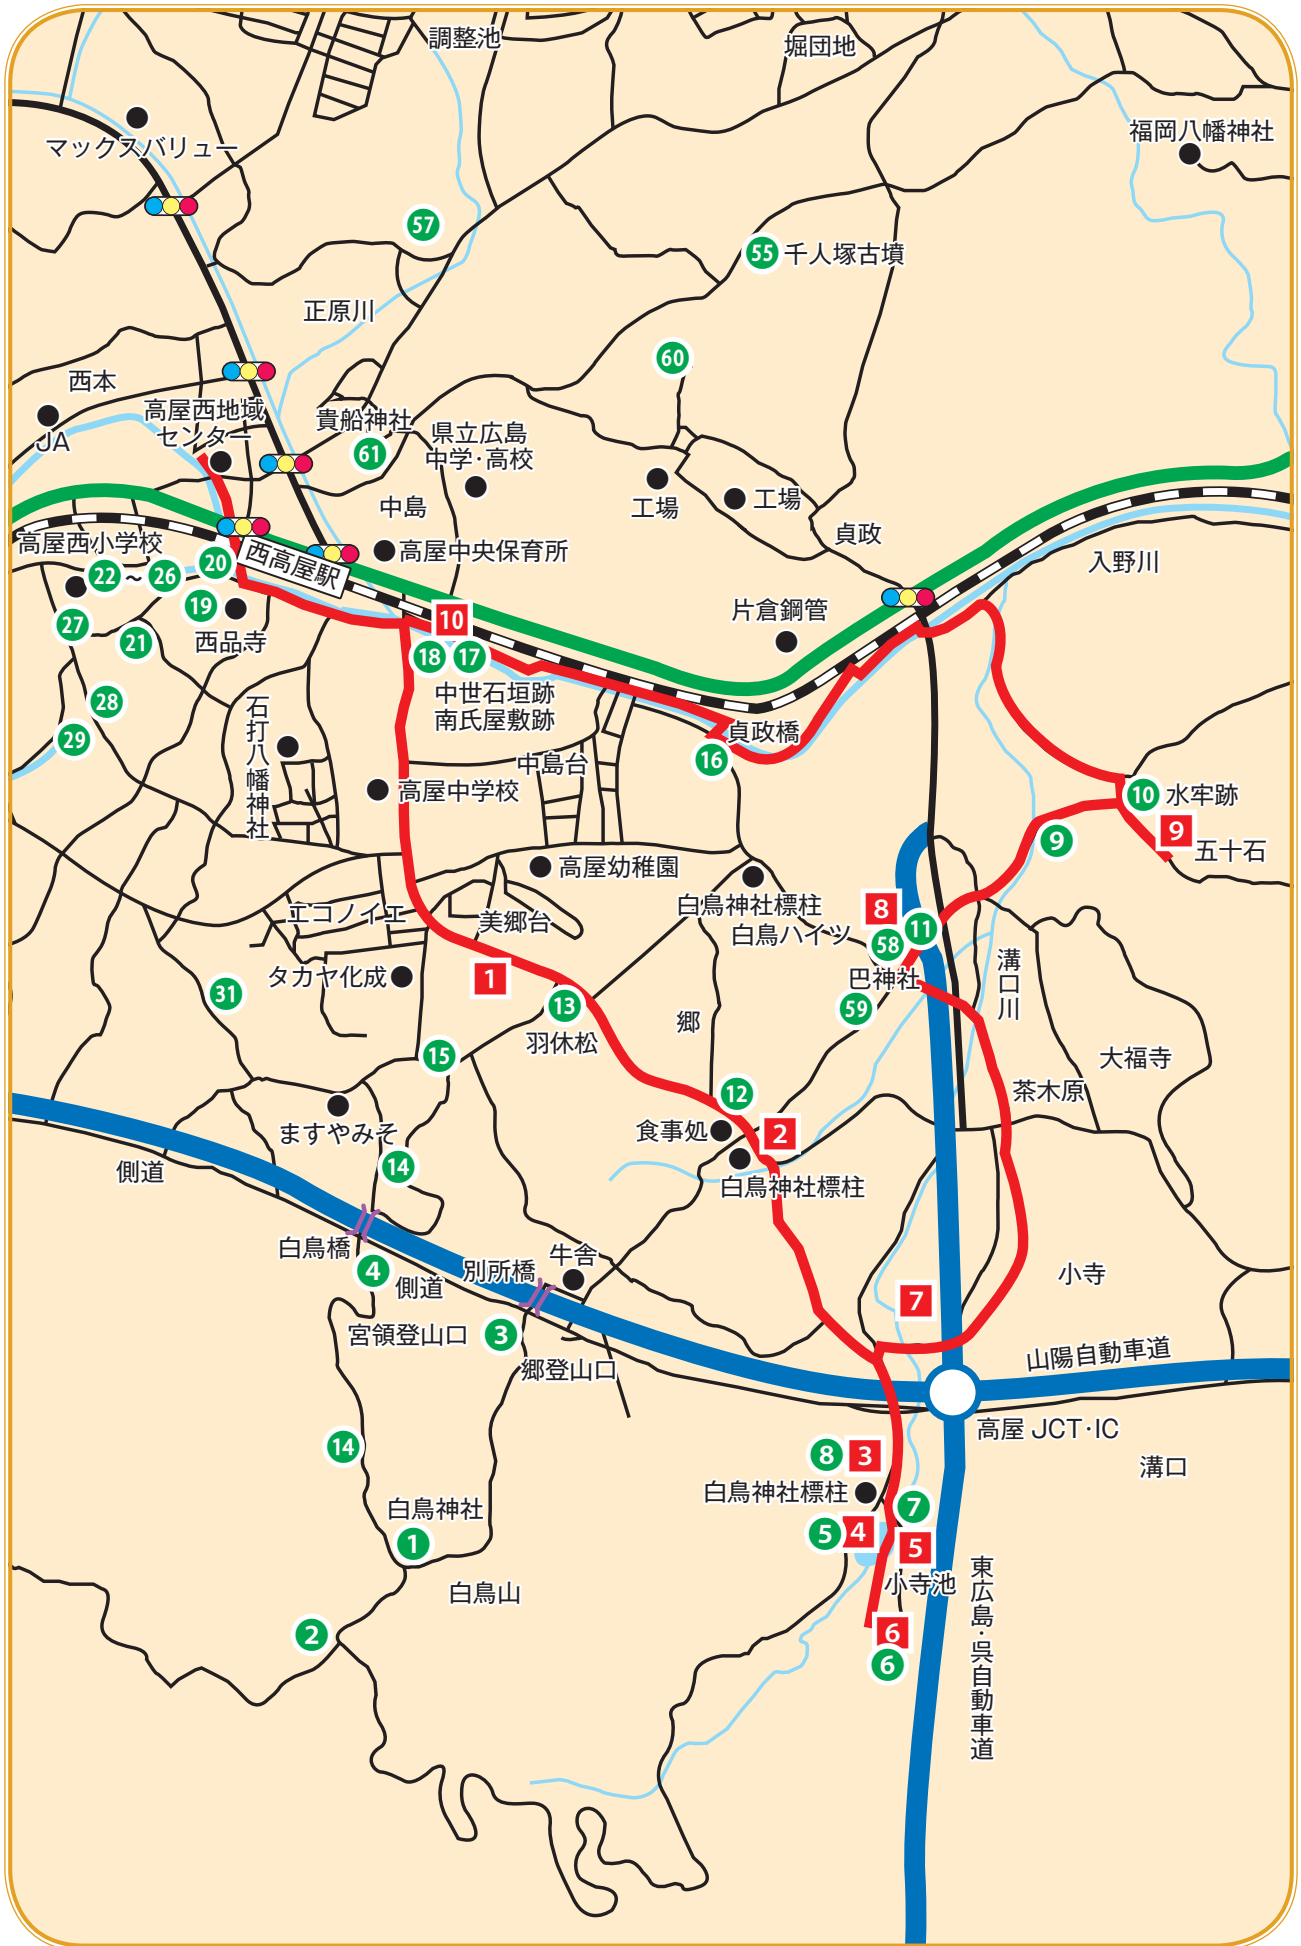 調整池
堀団地
マックスバリュー
福岡八幡神社
57
55 千人塚古墳
正原川
60
西本
JA
高屋西地域
センター
貴船神社
61
県立広島
中学・高校
中島
工場
工場
貞政
高屋西小学校
22～26
20
西高屋駅
高屋中央保育所
入野川
27
21
19
西品寺
10
18
17
片倉鋼管
中世石垣跡
南氏屋敷跡
28
29
石打八幡神社
貞政橋
16
中島台
高屋中学校
10 水牢跡
9
9
五十石
高屋幼稚園
白鳥神社標柱
白鳥ハイツ
8
11
58
エコノイエ
美郷台
タカヤ化成
1
巴神社
59
溝口川
31
13
羽休松
郷
15
大福寺
茶木原
12
食事処
2
ますやみそ
14
側道
白鳥神社標柱
白鳥橋
4
側道
別所橋
牛舎
小寺
7
宮領登山口
3
郷登山口
山陽自動車道
高屋 JCT・IC
溝口
14
8
3
白鳥神社標柱
7
白鳥神社
1
5
4
5
小寺池
白鳥山
東広島・呉自動車道
2
6
6